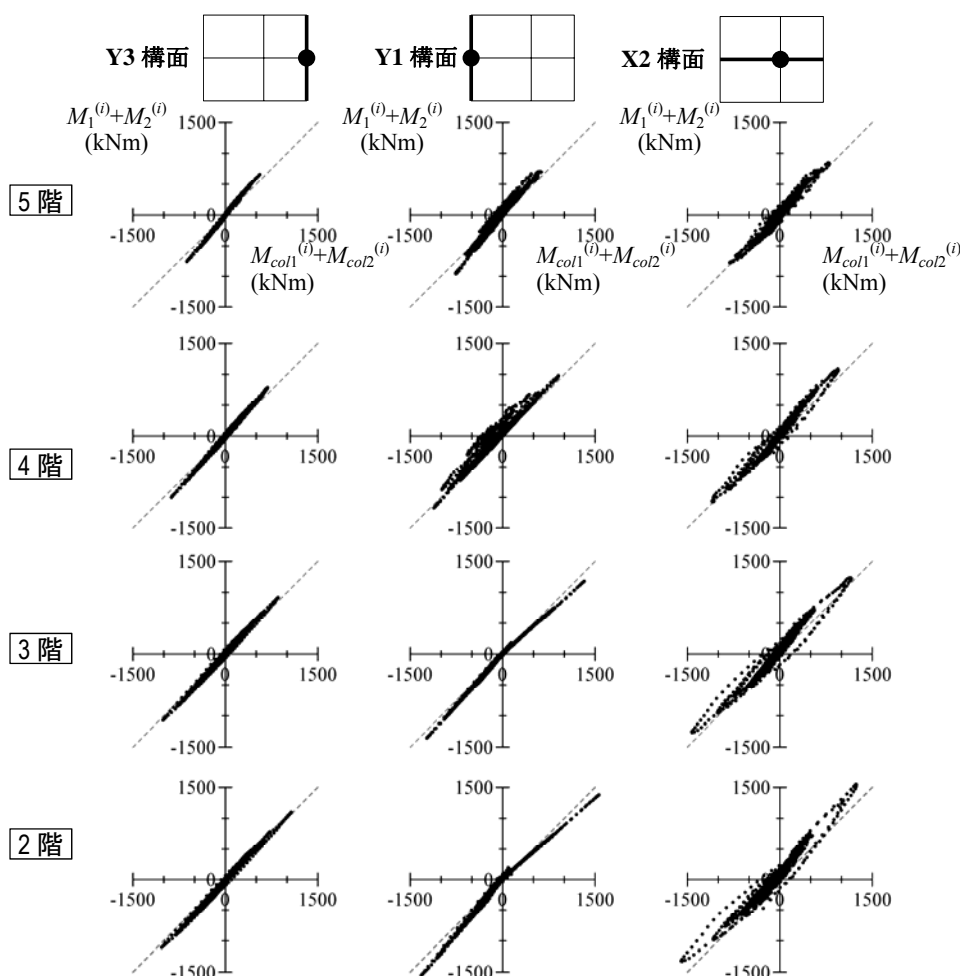 Y3 構面 Y1 構面 X2 構面
M1(i)+M2(i) M1(i)+M2(i) M1(i)+M2(i)
(kNm) (kNm) (kNm)
1500 1500 1500
5 階
0 0 0
-1500 1500 -1500 1500 -1500 1500
Mcol1(i)+Mcol2(i) Mcol1(i)+Mcol2(i) Mcol1(i)+Mcol2(i)
(kNm) (kNm) (kNm)
-1500 -1500 -1500
1500 1500 1500
4 階
0 0 0
-1500 1500 -1500 1500 -1500 1500
-1500 -1500 -1500
1500 1500 1500
3 階
0 0 0
-1500 1500 -1500 1500 -1500 1500
-1500 -1500 -1500
1500 1500 1500
2 階
0 0 0
-1500 1500 -1500 1500 -1500 1500
-1500 -1500 -1500